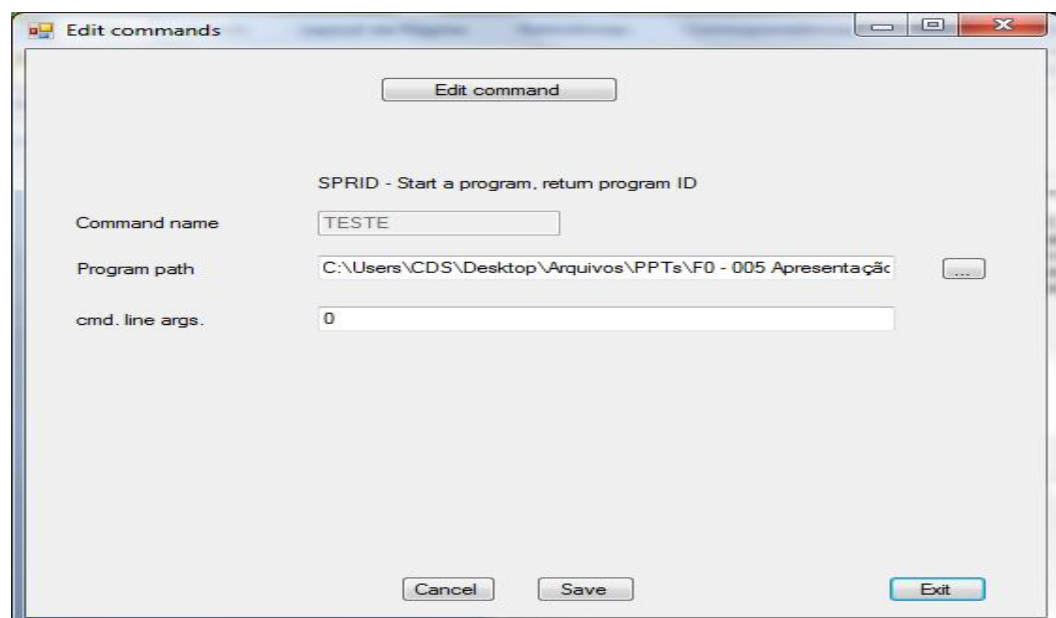 Edit commands
Edit command
SPRID - Start a program, return program ID
Command name
TESTE
Program path
C:\Users\CDS\Desktop\Arquivos\PPTs\F0 - 005 Apresentação
...
cmd. line args.
0
Cancel
Save
Exit